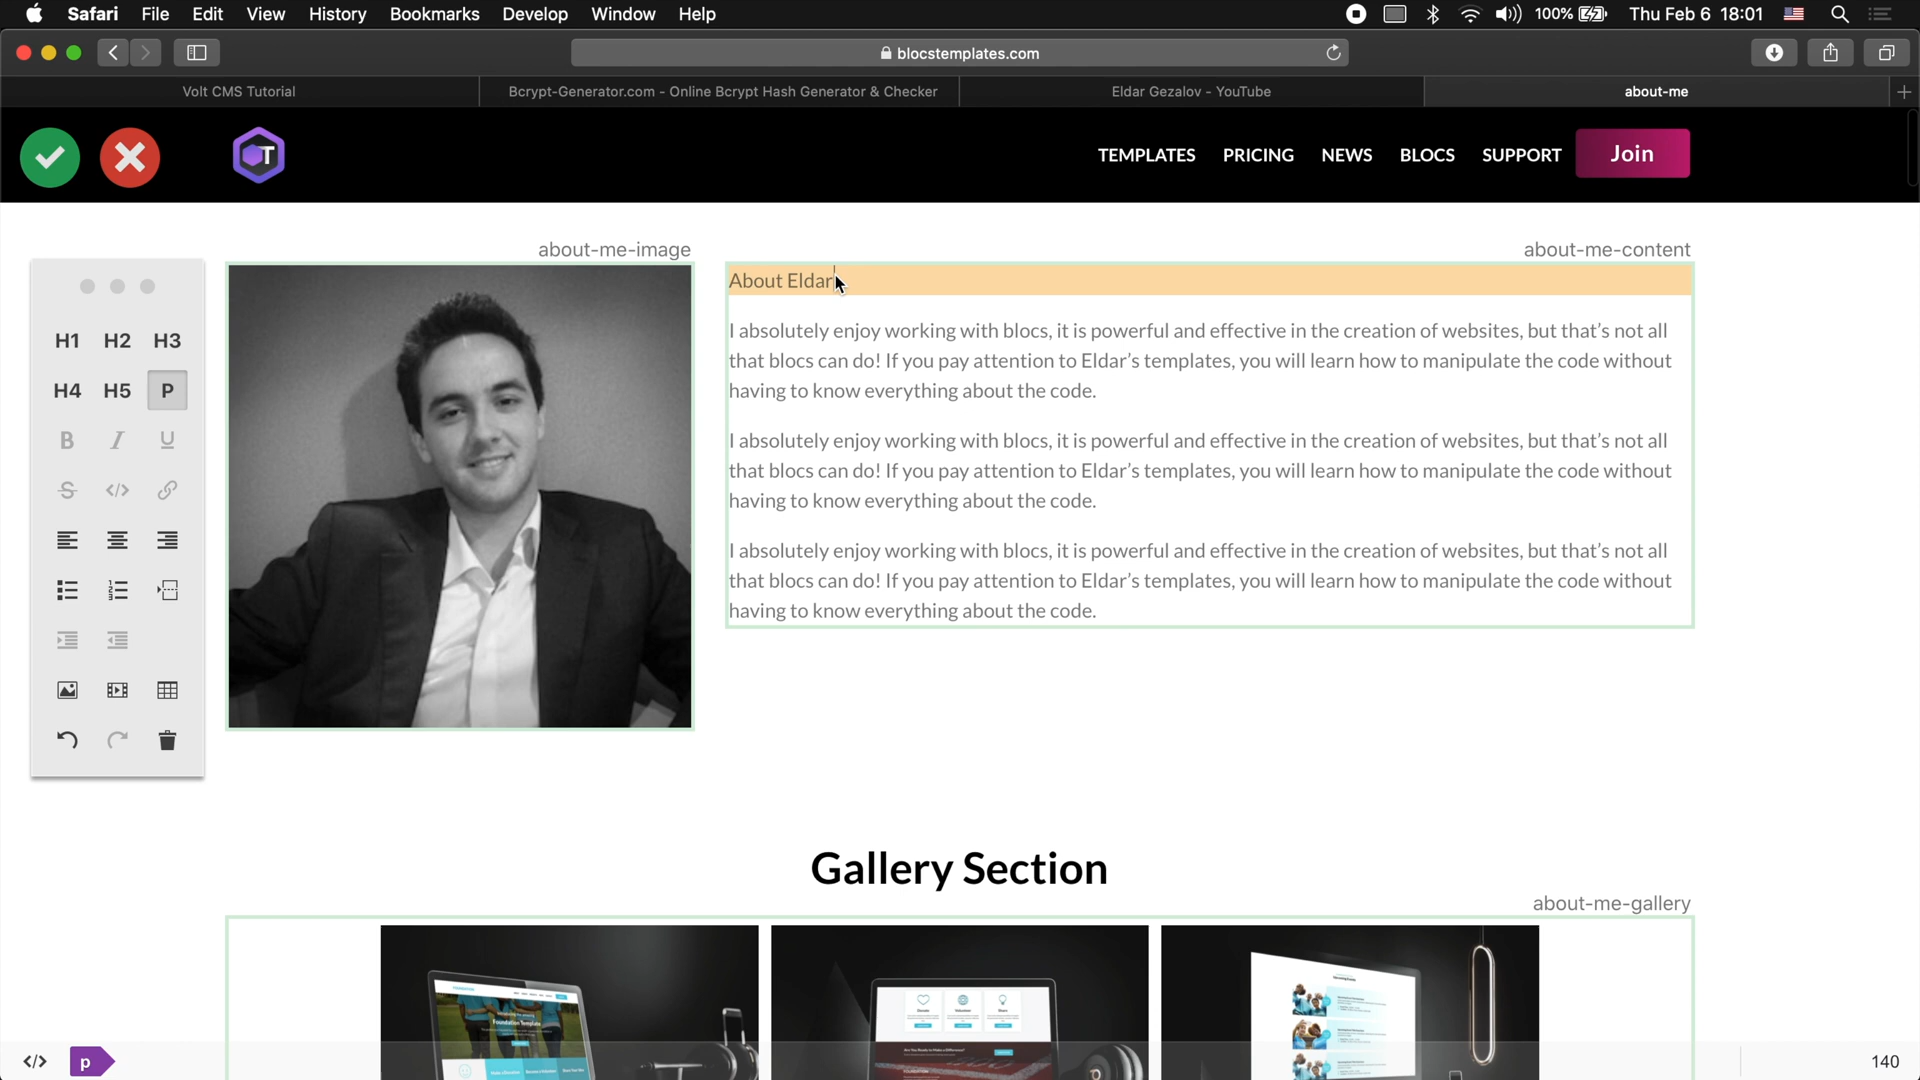 Safari File Edit View History Bookmarks Develop Window Help 100% Thu Feb 6 18:01
blocstemplates.com
Volt CMS Tutorial Bcrypt-Generator.com - Online Bcrypt Hash Generator & Checker Eldar Gezalov - YouTube about-me
T TEMPLATES PRICING NEWS BLOCS SUPPORT Join
about-me-image about-me-content
About Eldar
I absolutely enjoy working with blocs, it is powerful and effective in the creation of websites, but that's not all
that blocs can do! If you pay attention to Eldar's templates, you will learn how to manipulate the code without
having to know everything about the code.
I absolutely enjoy working with blocs, it is powerful and effective in the creation of websites, but that's not all
that blocs can do! If you pay attention to Eldar's templates, you will learn how to manipulate the code without
having to know everything about the code.
I absolutely enjoy working with blocs, it is powerful and effective in the creation of websites, but that's not all
that blocs can do! If you pay attention to Eldar's templates, you will learn how to manipulate the code without
having to know everything about the code.
H1 H2 H3
H4 H5 P
B I U
S </>
Gallery Section
about-me-gallery
Foundation Template
</> p 140